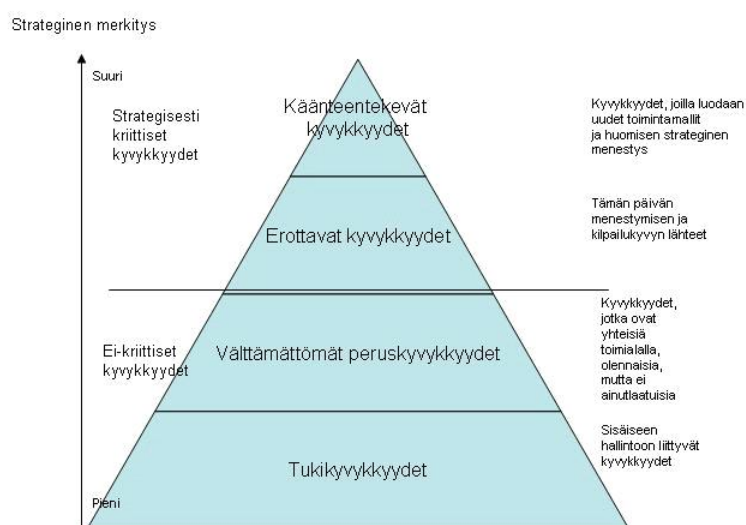 Strateginen merkitys
Suuri
Strategisesti
kriittiset
kyvykkyydet
Käänteentekevät
kyvykkyydet
Kyvykkyydet, joilla luodaan
uudet toimintamallit
ja huomisen strateginen
menestys
Erottavat kyvykkyydet
Tämän päivän
menestymisen ja
kilpailukyvyn lähteet
Ei-kriittiset
kyvykkyydet
Välttämättömät peruskyvykkyydet
Kyvykkyydet,
jotka ovat
yhteisiä
toimialalla,
olennaisia,
mutta ei
ainutlaatuisia
Tukikyvykkyydet
Sisäiseen
hallintoon liittyvät
kyvykkyydet
Pieni